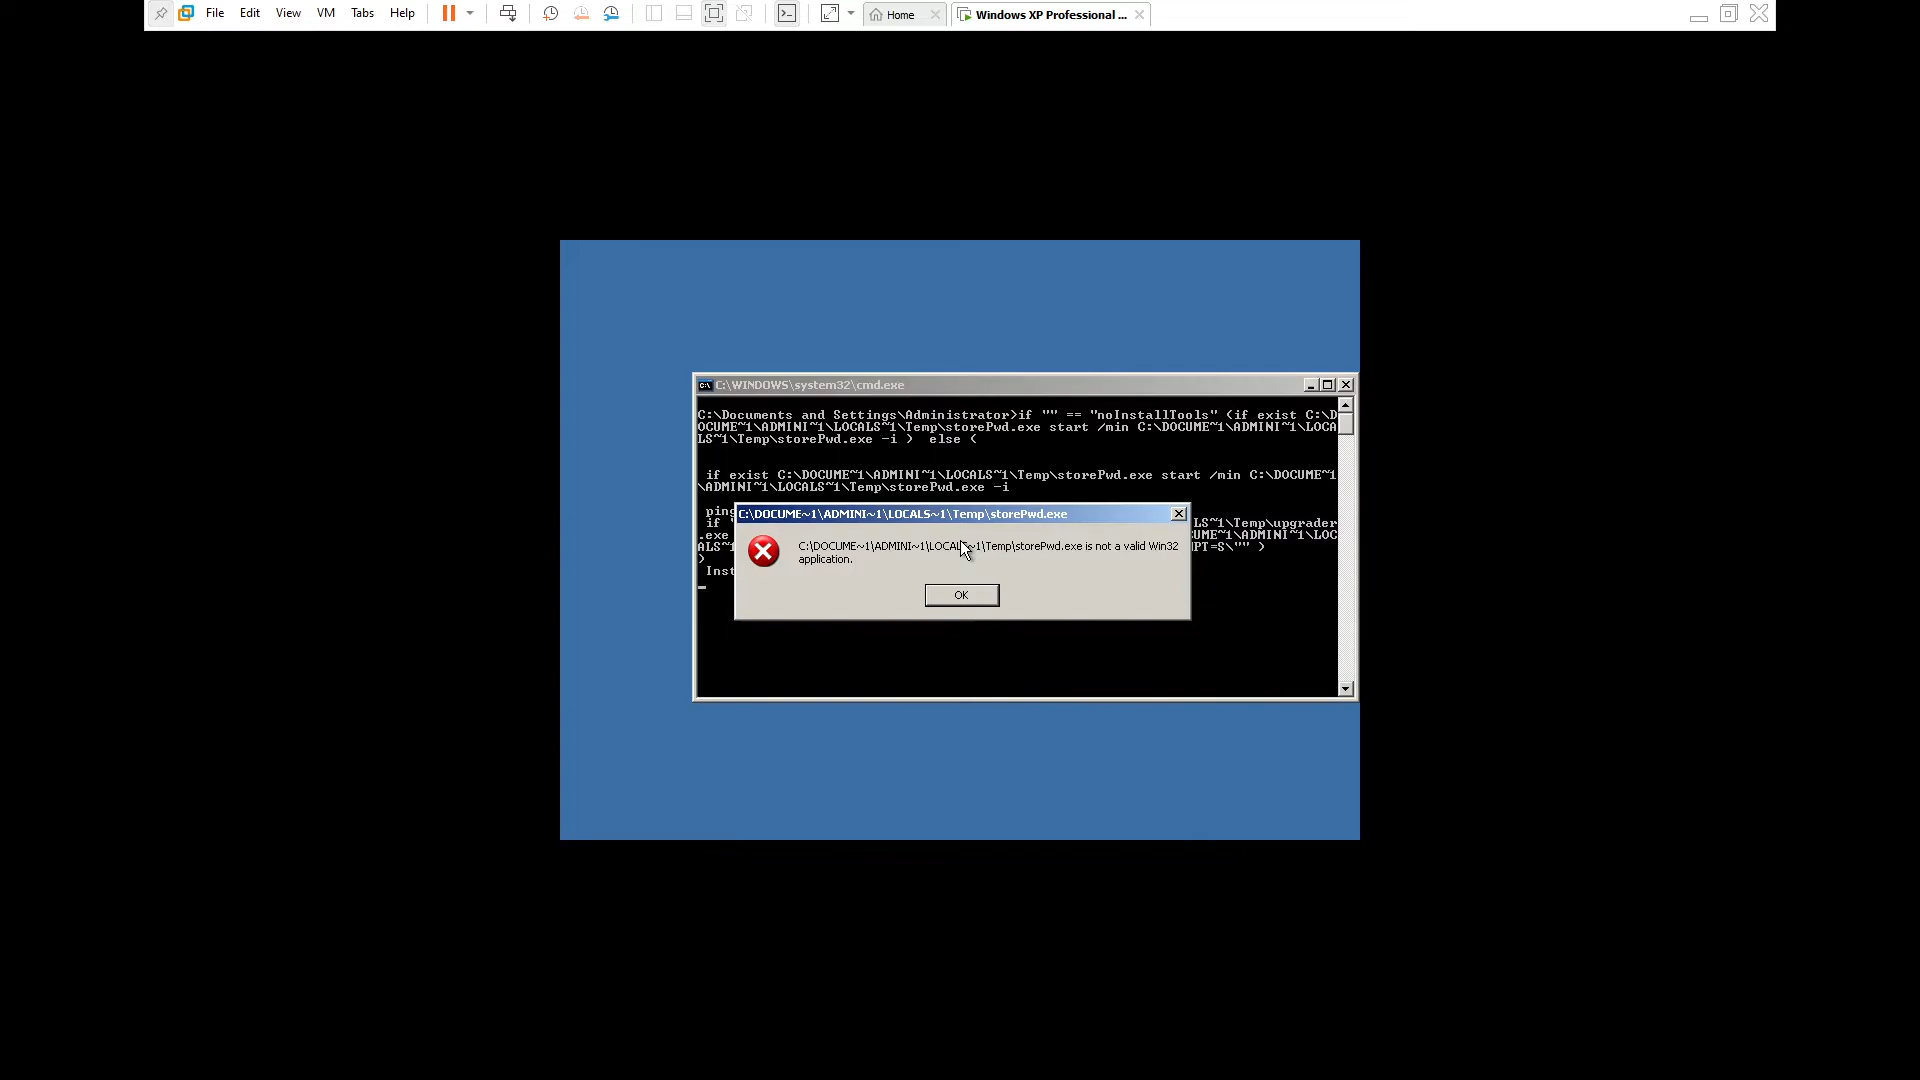 File Edit View VM Tabs Help Home Windows XP Professional ...
C:\WINDOWS\system32\cmd.exe
C:\Documents and Settings\Administrator>if "" == "noInstallTools" (if exist C:\D
OCUME~1\ADMINI~1\LOCALS~1\Temp\storePwd.exe start /min C:\DOCUME~1\ADMINI~1\LOCA
LS~1\Temp\storePwd.exe -i )  else (
if exist C:\DOCUME~1\ADMINI~1\LOCALS~1\Temp\storePwd.exe start /min C:\DOCUME~1
\ADMINI~1\LOCALS~1\Temp\storePwd.exe -i
ping
if LS~1\Temp\upgrader
.exe \DOCUME~1\ADMINI~1\LOC
ALS~1 PT=S\"" )
)
Inst
C:\DOCUME~1\ADMINI~1\LOCALS~1\Temp\storePwd.exe
C:\DOCUME~1\ADMINI~1\LOCALS~1\Temp\storePwd.exe is not a valid Win32
application.
OK